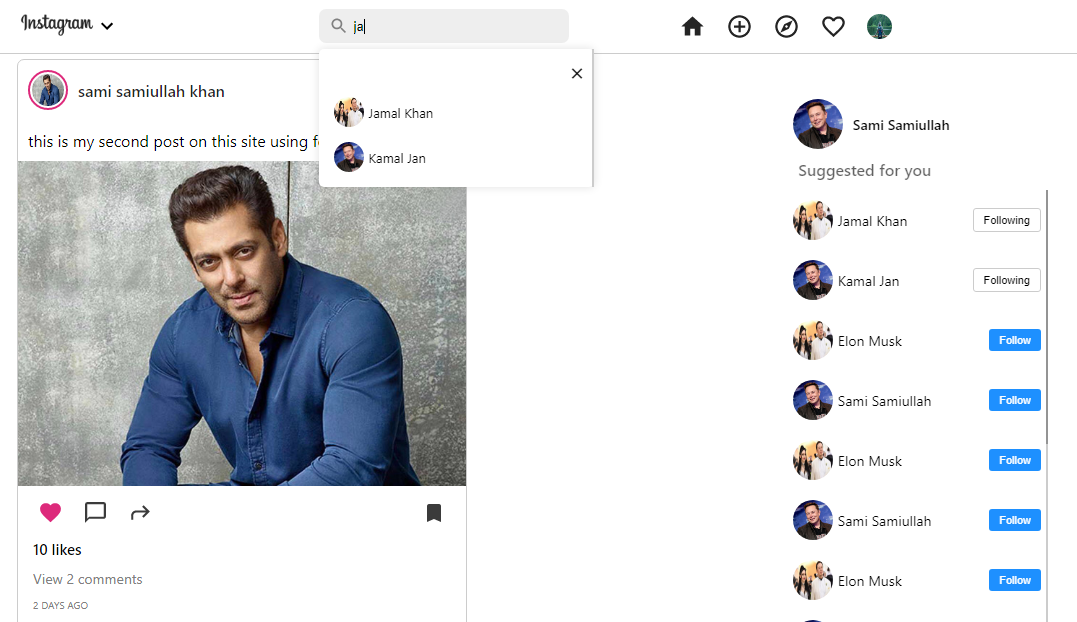 Instagram
ja
Jamal Khan
Kamal Jan
sami samiullah khan
this is my second post on this site using
Sami Samiullah
Suggested for you
Jamal Khan Following
Kamal Jan Following
Elon Musk Follow
Sami Samiullah Follow
Elon Musk Follow
Sami Samiullah Follow
Elon Musk Follow
10 likes
View 2 comments
2 DAYS AGO